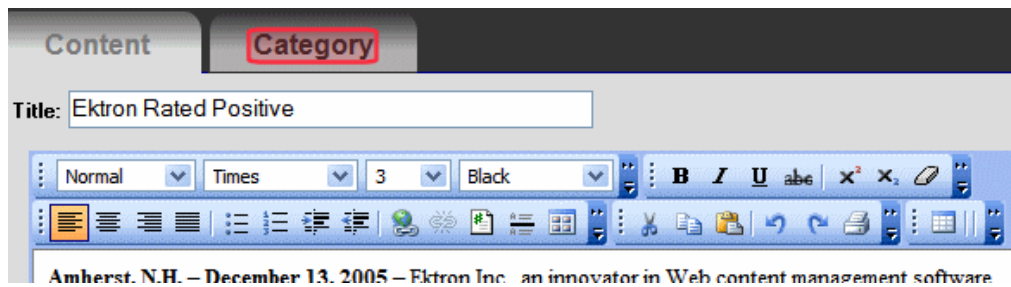 Content Category
Title: Ektron Rated Positive
Normal Times 3 Black B I U abc x² x₂
Amherst, N.H. – December 13, 2005 – Ektron Inc., an innovator in Web content management software